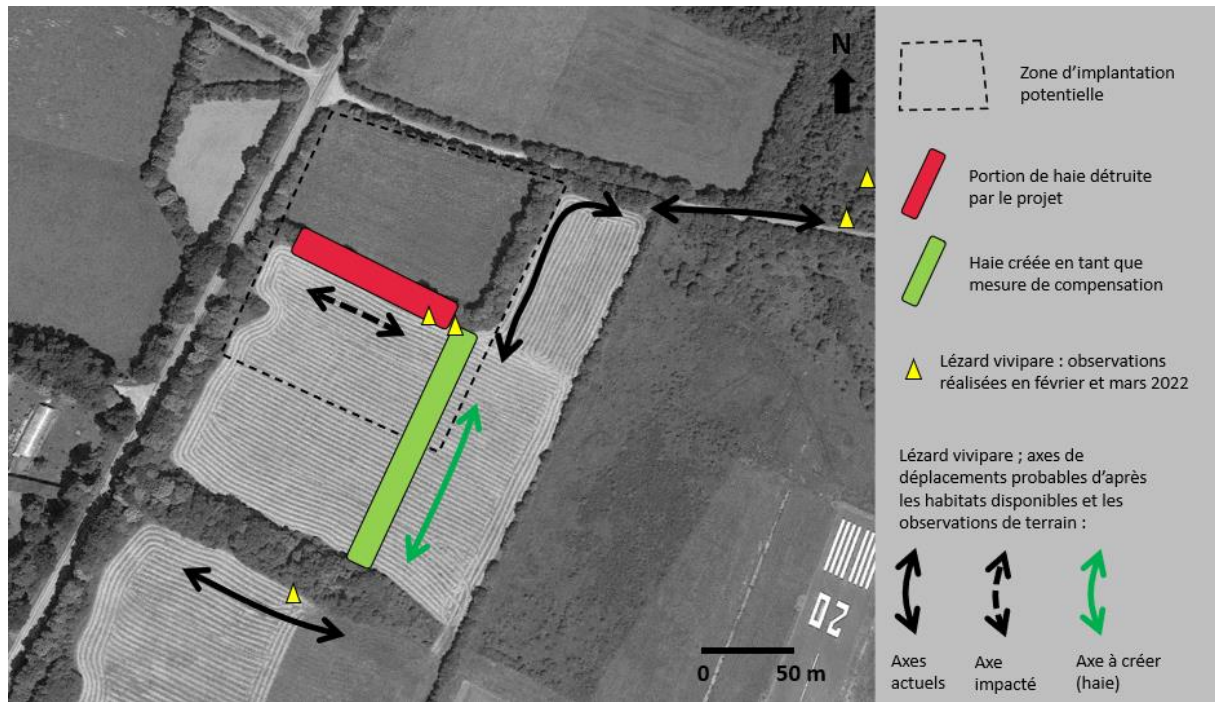 N
Zone d'implantation
potentielle
Portion de haie détruite
par le projet
Haie créée en tant que
mesure de compensation
Lézard vivipare : observations
réalisées en février et mars 2022
Lézard vivipare ; axes de
déplacements probables d'après
les habitats disponibles et les
observations de terrain :
Axes
actuels
Axe
impacté
Axe à créer
(haie)
02
0 50 m